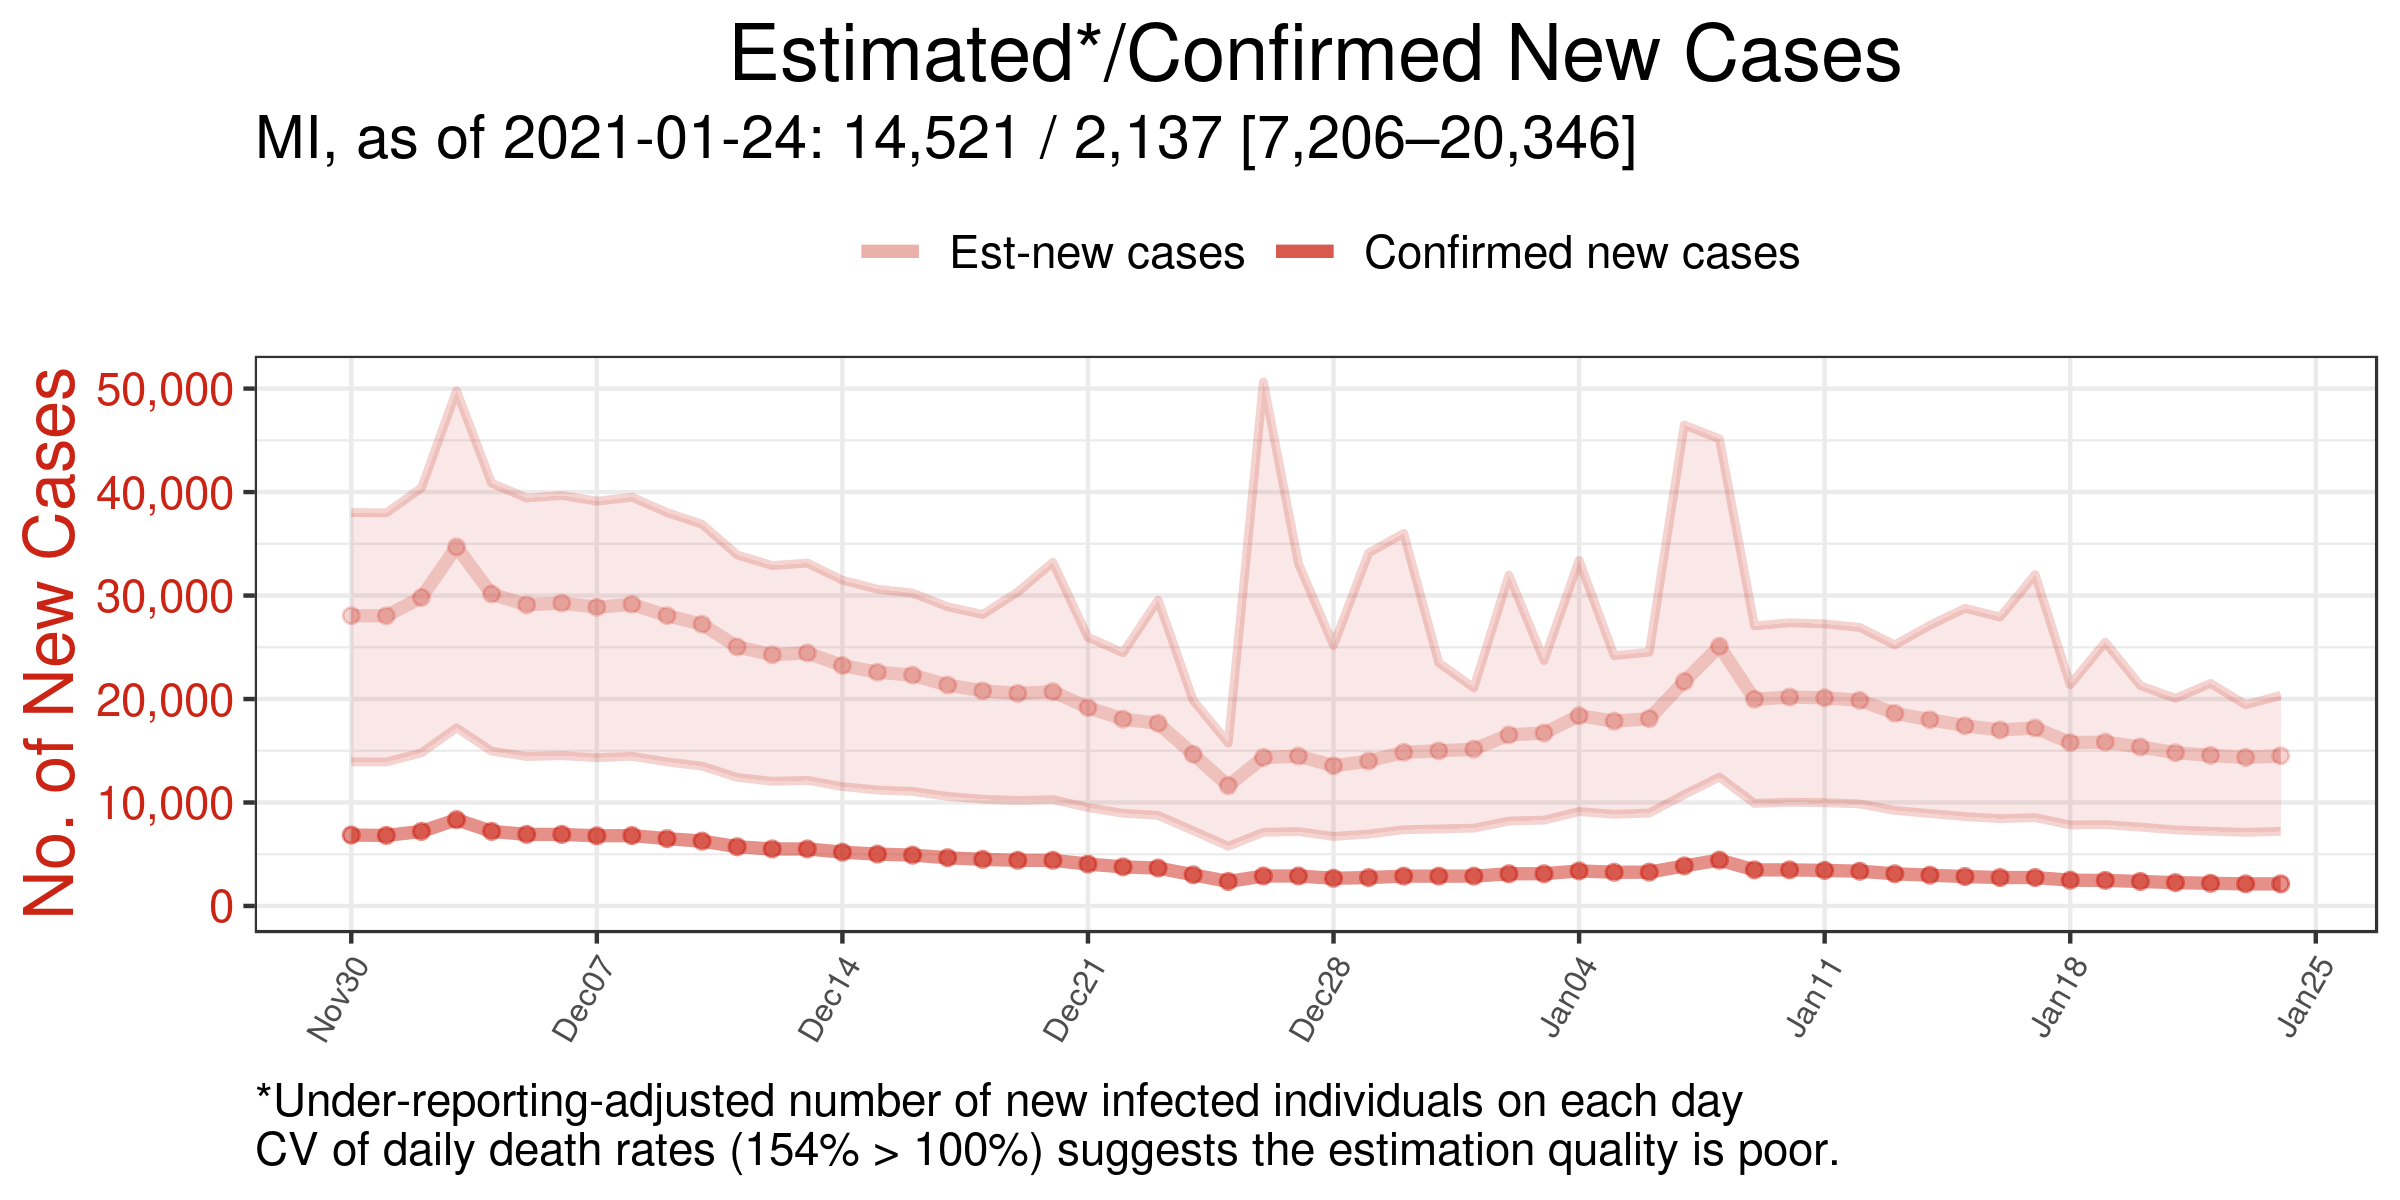 Estimated*/Confirmed New Cases
MI, as of 2021-01-24: 14,521 / 2,137 [7,206–20,346]
Est-new cases
Confirmed new cases
No. of New Cases
50,000
40,000
30,000
20,000
10,000
0
Nov30
Dec07
Dec14
Dec21
Dec28
Jan04
Jan11
Jan18
Jan25
*Under-reporting-adjusted number of new infected individuals on each day
CV of daily death rates (154% > 100%) suggests the estimation quality is poor.